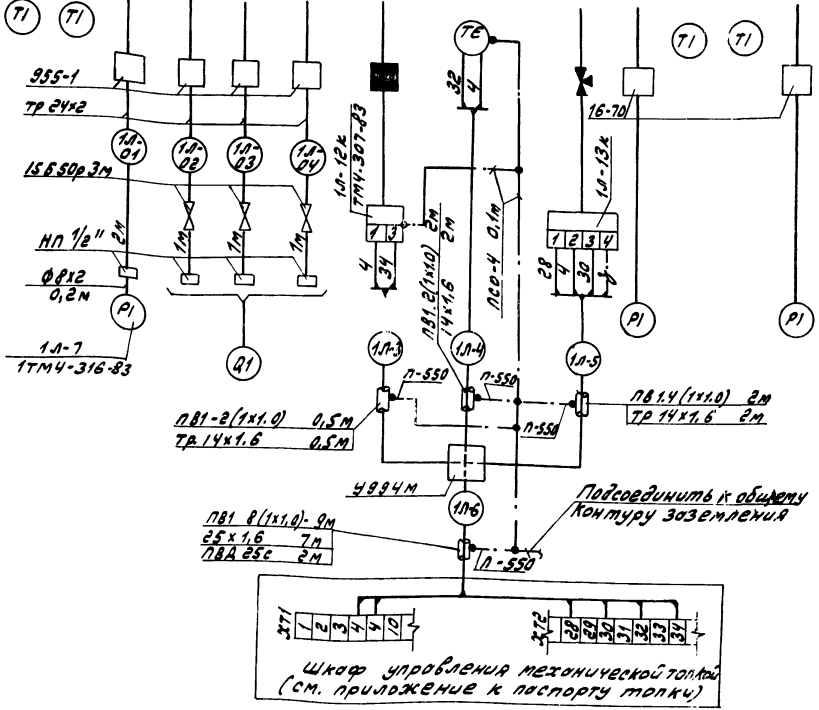 TI
TI
TE
TI
TI
955-1
тр 24х2
32
4
16-70
1л-01
1л-02
1л-03
1л-04
1л-12к
ТМ4-307-83
1л-13к
15Б50р 3м
1
3
1
2
3
4
2м
1м
1м
1м
НП 1/2"
4
34
28
4
30
ПВ1.2(1х1.0) 2м
14х1,6 2м
ПСО-4 0,1м
Ф8х2
0,2м
PI
PI
PI
1л-7
1ТМ4-316-83
Q1
1л-3
1л-4
1л-5
П-550
П-550
П-550
ПВ1-2(1х1.0) 0,5м
Тр. 14х1,6 0,5м
ПВ1.4(1х1.0) 2м
ТР 14х1,6 2м
У994м
1л-6
Подсоединить к общему
контуру заземления
ПВ1 8(1х1,0)- 9м
25х1,6 7м
ПВД 25с 2м
П-550
ХТ1
1 2 3 4 4 10
ХТ2
28 29 30 31 32 33 34
Шкаф управления механической топкой
(см. приложение к паспорту топки)